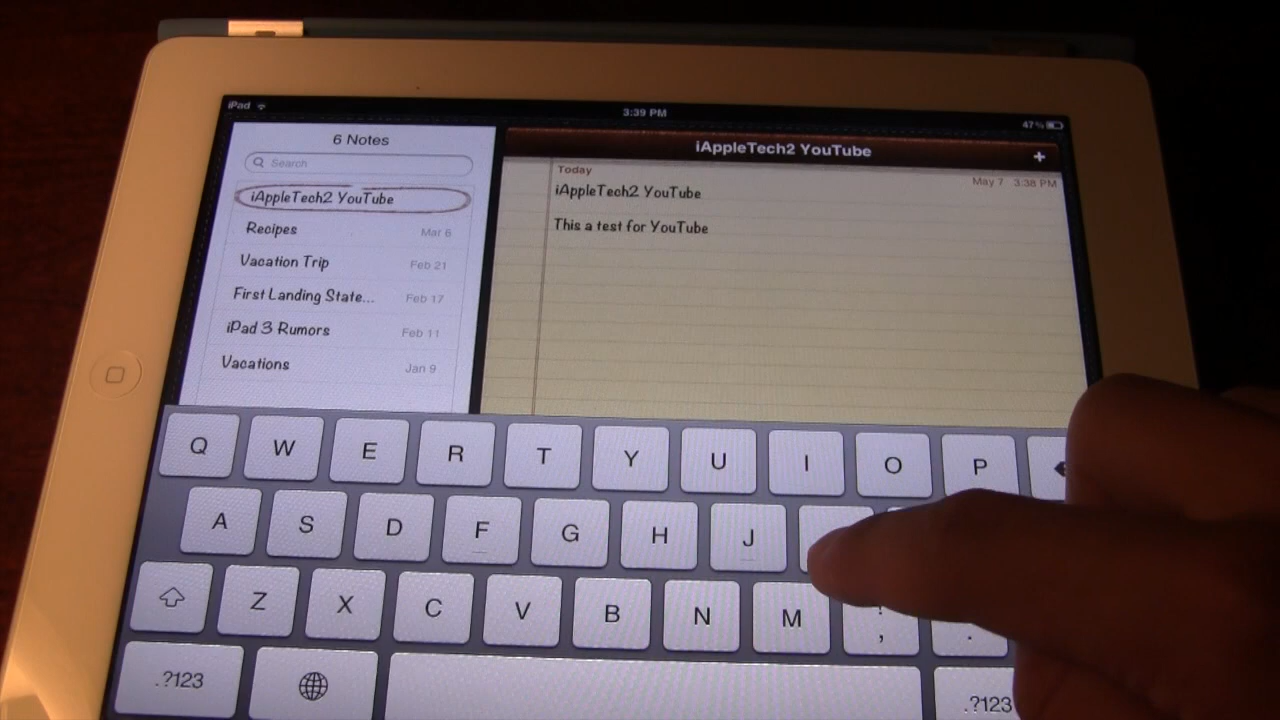 iPad 3:39 PM 47%
6 Notes
iAppleTech2 YouTube +
Search
Today May 7 3:38 PM
iAppleTech2 YouTube
iAppleTech2 YouTube
Recipes Mar 6
This a test for YouTube
Vacation Trip Feb 21
First Landing State... Feb 17
iPad 3 Rumors Feb 11
Vacations Jan 9
Q W E R T Y U I O P
A S D F G H J
Z X C V B N M ! , .
.?123 .?123